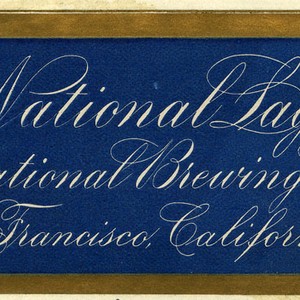 National Lag
ational Brewing
Francisco, Californ